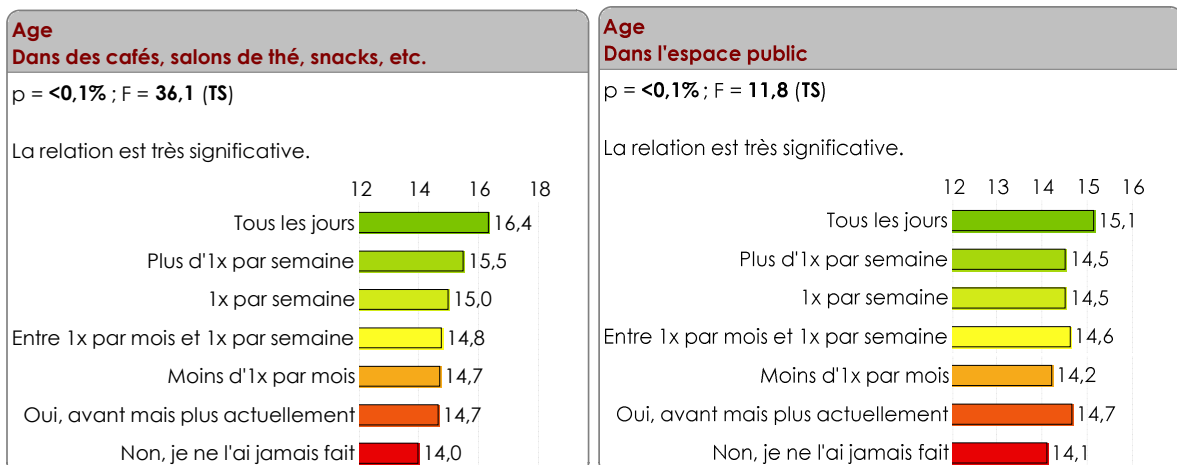 Age
Dans des cafés, salons de thé, snacks, etc.
p = <0,1% ; F = 36,1 (TS)
La relation est très significative.
12 14 16 18
Tous les jours 16,4
Plus d'1x par semaine 15,5
1x par semaine 15,0
Entre 1x par mois et 1x par semaine 14,8
Moins d'1x par mois 14,7
Oui, avant mais plus actuellement 14,7
Non, je ne l'ai jamais fait 14,0
Age
Dans l'espace public
p = <0,1% ; F = 11,8 (TS)
La relation est très significative.
12 13 14 15 16
Tous les jours 15,1
Plus d'1x par semaine 14,5
1x par semaine 14,5
Entre 1x par mois et 1x par semaine 14,6
Moins d'1x par mois 14,2
Oui, avant mais plus actuellement 14,7
Non, je ne l'ai jamais fait 14,1